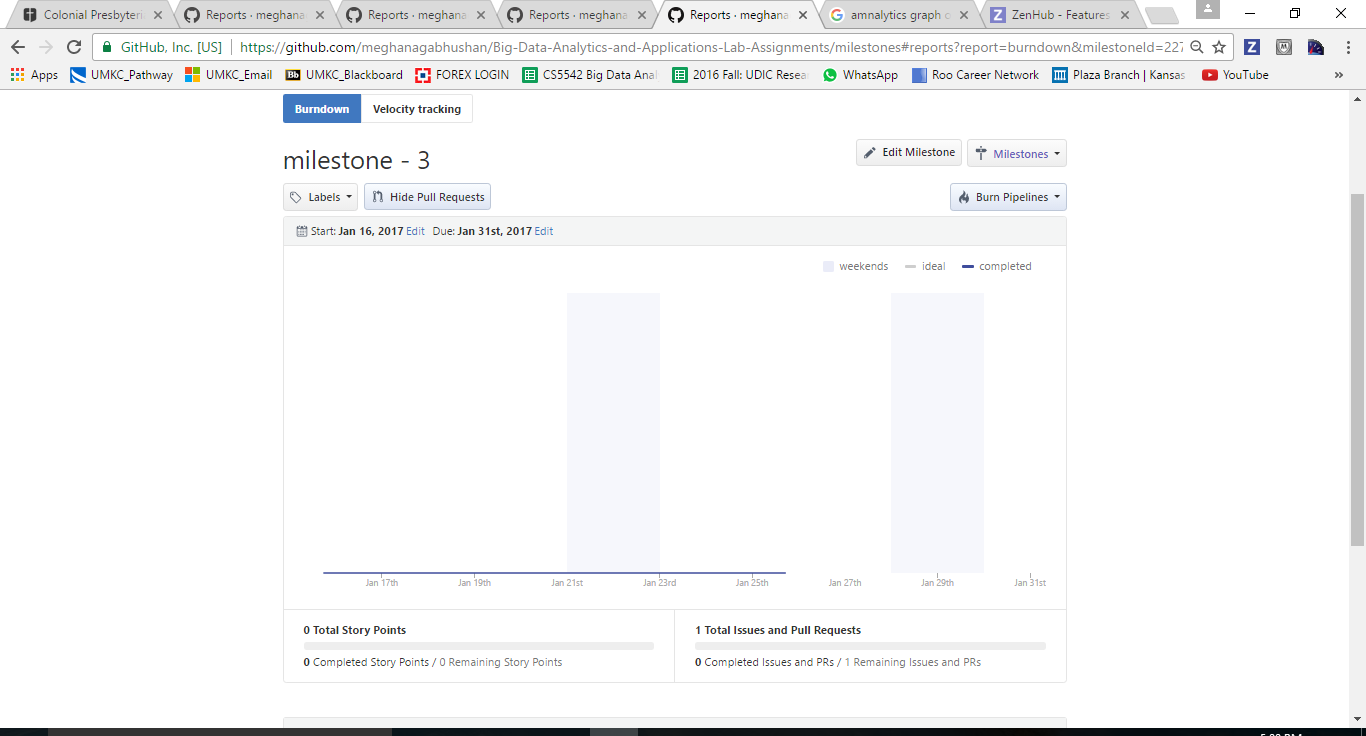 Colonial Presbyteri
Reports · meghana
Reports · meghana
Reports · meghana
Reports · meghana
amnalytics graph
ZenHub - Features
GitHub, Inc. [US] https://github.com/meghanagabhushan/Big-Data-Analytics-and-Applications-Lab-Assignments/milestones#reports?report=burndown&milestoneId=227
Apps UMKC_Pathway UMKC_Email Bb UMKC_Blackboard FOREX LOGIN CS5542 Big Data Anal 2016 Fall: UDIC Resea WhatsApp Roo Career Network Plaza Branch | Kansas YouTube »
Burndown Velocity tracking
milestone - 3
Edit Milestone Milestones
Labels Hide Pull Requests Burn Pipelines
Start: Jan 16, 2017 Edit Due: Jan 31st, 2017 Edit
weekends ideal completed
Jan 17th Jan 19th Jan 21st Jan 23rd Jan 25th Jan 27th Jan 29th Jan 31st
0 Total Story Points
0 Completed Story Points / 0 Remaining Story Points
1 Total Issues and Pull Requests
0 Completed Issues and PRs / 1 Remaining Issues and PRs